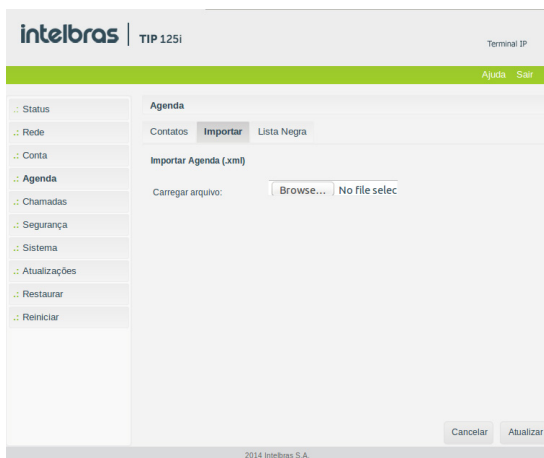 intelbras TIP 125i
Terminal IP
Ajuda Sair
.: Status
.: Rede
.: Conta
.: Agenda
.: Chamadas
.: Segurança
.: Sistema
.: Atualizações
.: Restaurar
.: Reiniciar
Agenda
Contatos Importar Lista Negra
Importar Agenda (.xml)
Carregar arquivo: Browse... No file selec
Cancelar Atualizar
2014 Intelbras S.A.